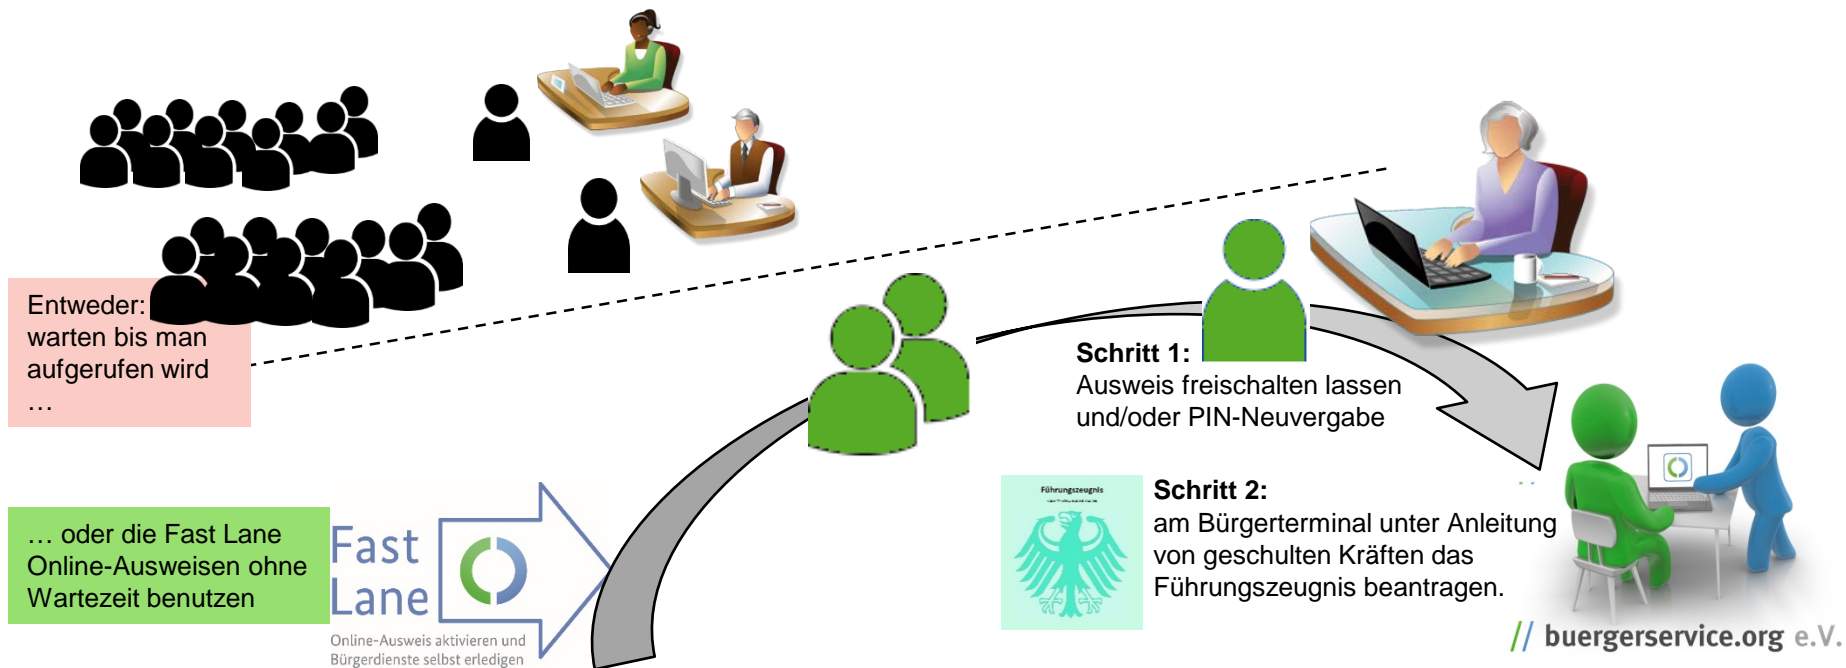 Entweder:
warten bis man
aufgerufen wird
…
… oder die Fast Lane
Online-Ausweisen ohne
Wartezeit benutzen
Fast
Lane
Online-Ausweis aktivieren und
Bürgerdienste selbst erledigen
Schritt 1:
Ausweis freischalten lassen
und/oder PIN-Neuvergabe
Führungszeugnis
Schritt 2:
am Bürgerterminal unter Anleitung
von geschulten Kräften das
Führungszeugnis beantragen.
// buergerservice.org e.V.